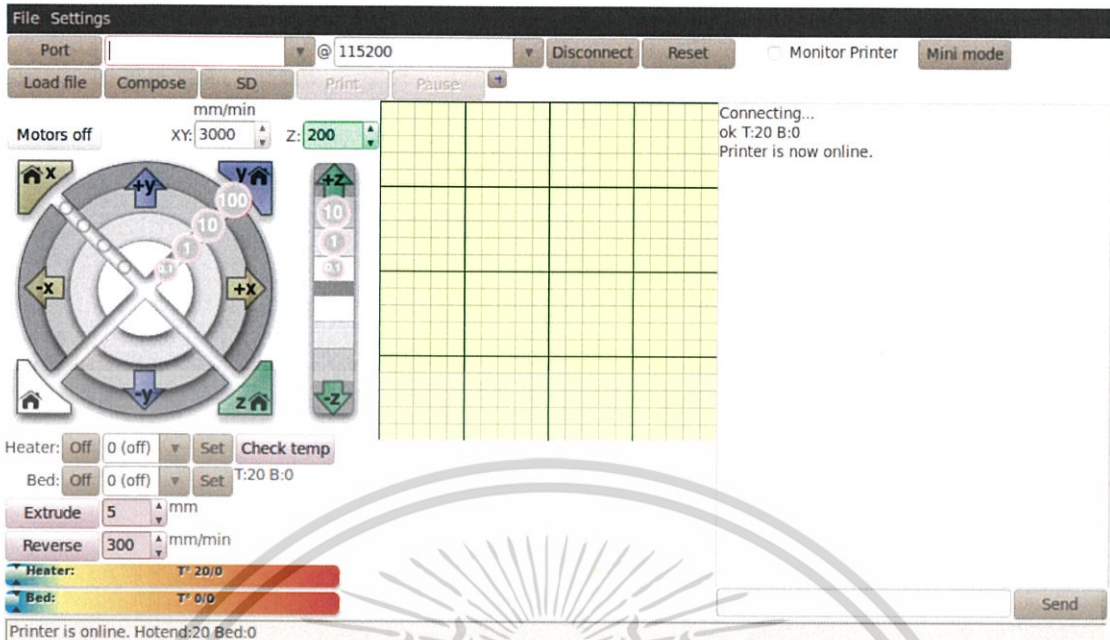 File Settings
Port @ 115200 Disconnect Reset Monitor Printer Mini mode
Load file Compose SD Print Pause +
mm/min
Motors off XY: 3000 Z: 200
x +y y +z
100 10
10 1
1 0.1
0.1
-x +x
-y z -z
Heater: Off 0 (off) Set Check temp
Bed: Off 0 (off) Set T:20 B:0
Extrude 5 mm
Reverse 300 mm/min
Heater: T° 20/0
Bed: T° 0/0
Printer is online. Hotend:20 Bed:0
Connecting...
ok T:20 B:0
Printer is now online.
Send